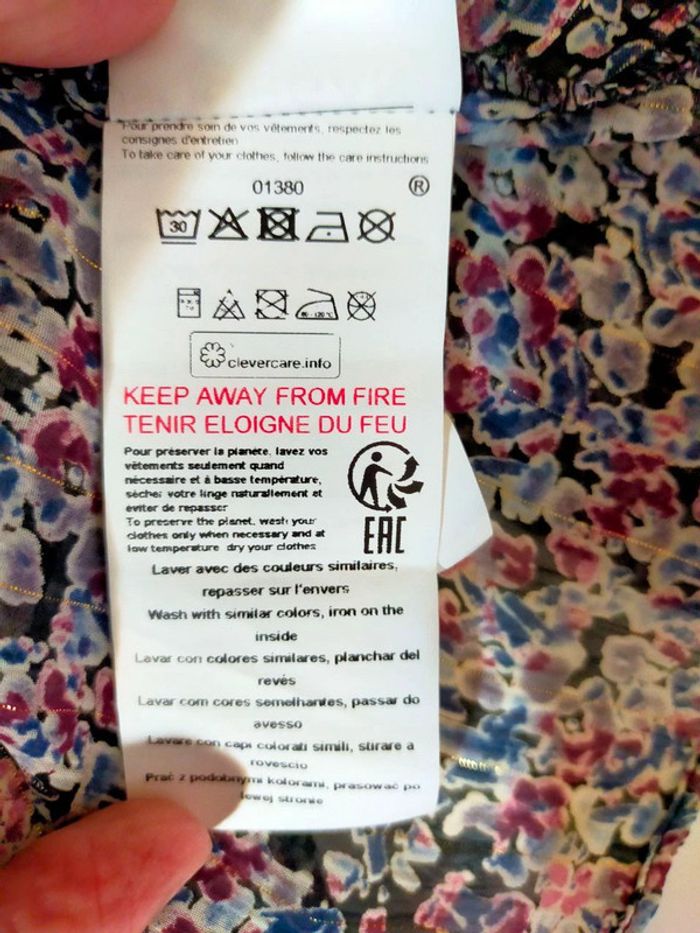 Pour prendre soin de vos vêtements, respectez les
consignes d'entretien
To take care of your clothes, follow the care instructions
01380 ®
30
clevercare.info
KEEP AWAY FROM FIRE
TENIR ELOIGNE DU FEU
Pour préserver la planète, lavez vos
vêtements seulement quand
nécessaire et à basse température,
séchez votre linge naturellement et
eviter de repasser
To preserve the planet, wash your
clothes only when necessary and at
low temperature dry your clothes
EAC
Laver avec des couleurs similaires,
repasser sur l'envers
Wash with similar colors, iron on the
inside
Lavar con colores similares, planchar del
revés
Lavar com cores semelhantes, passar do
avesso
Lavare con capi colorati simili, stirare a
rovescio
Prać z podobnymi kolorami, prasować po
lewej stronie